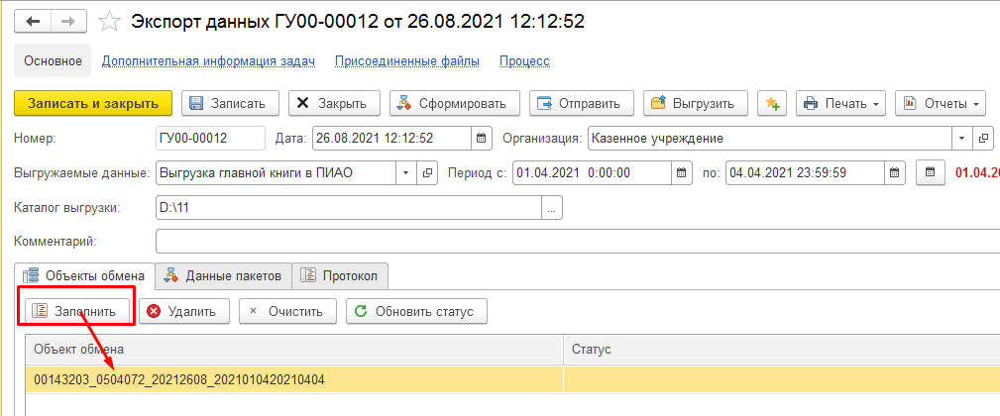 Экспорт данных ГУ00-00012 от 26.08.2021 12:12:52
Основное Дополнительная информация задач Присоединенные файлы Процесс
Записать и закрыть Записать Закрыть Сформировать Отправить Выгрузить Печать Отчеты
Номер: ГУ00-00012 Дата: 26.08.2021 12:12:52 Организация: Казенное учреждение
Выгружаемые данные: Выгрузка главной книги в ПИАО Период с: 01.04.2021 0:00:00 по: 04.04.2021 23:59:59 01.04.20
Каталог выгрузки: D:\11 ...
Комментарий:
Объекты обмена Данные пакетов Протокол
Заполнить Удалить Очистить Обновить статус
Объект обмена Статус
00143203_0504072_20212608_2021010420210404